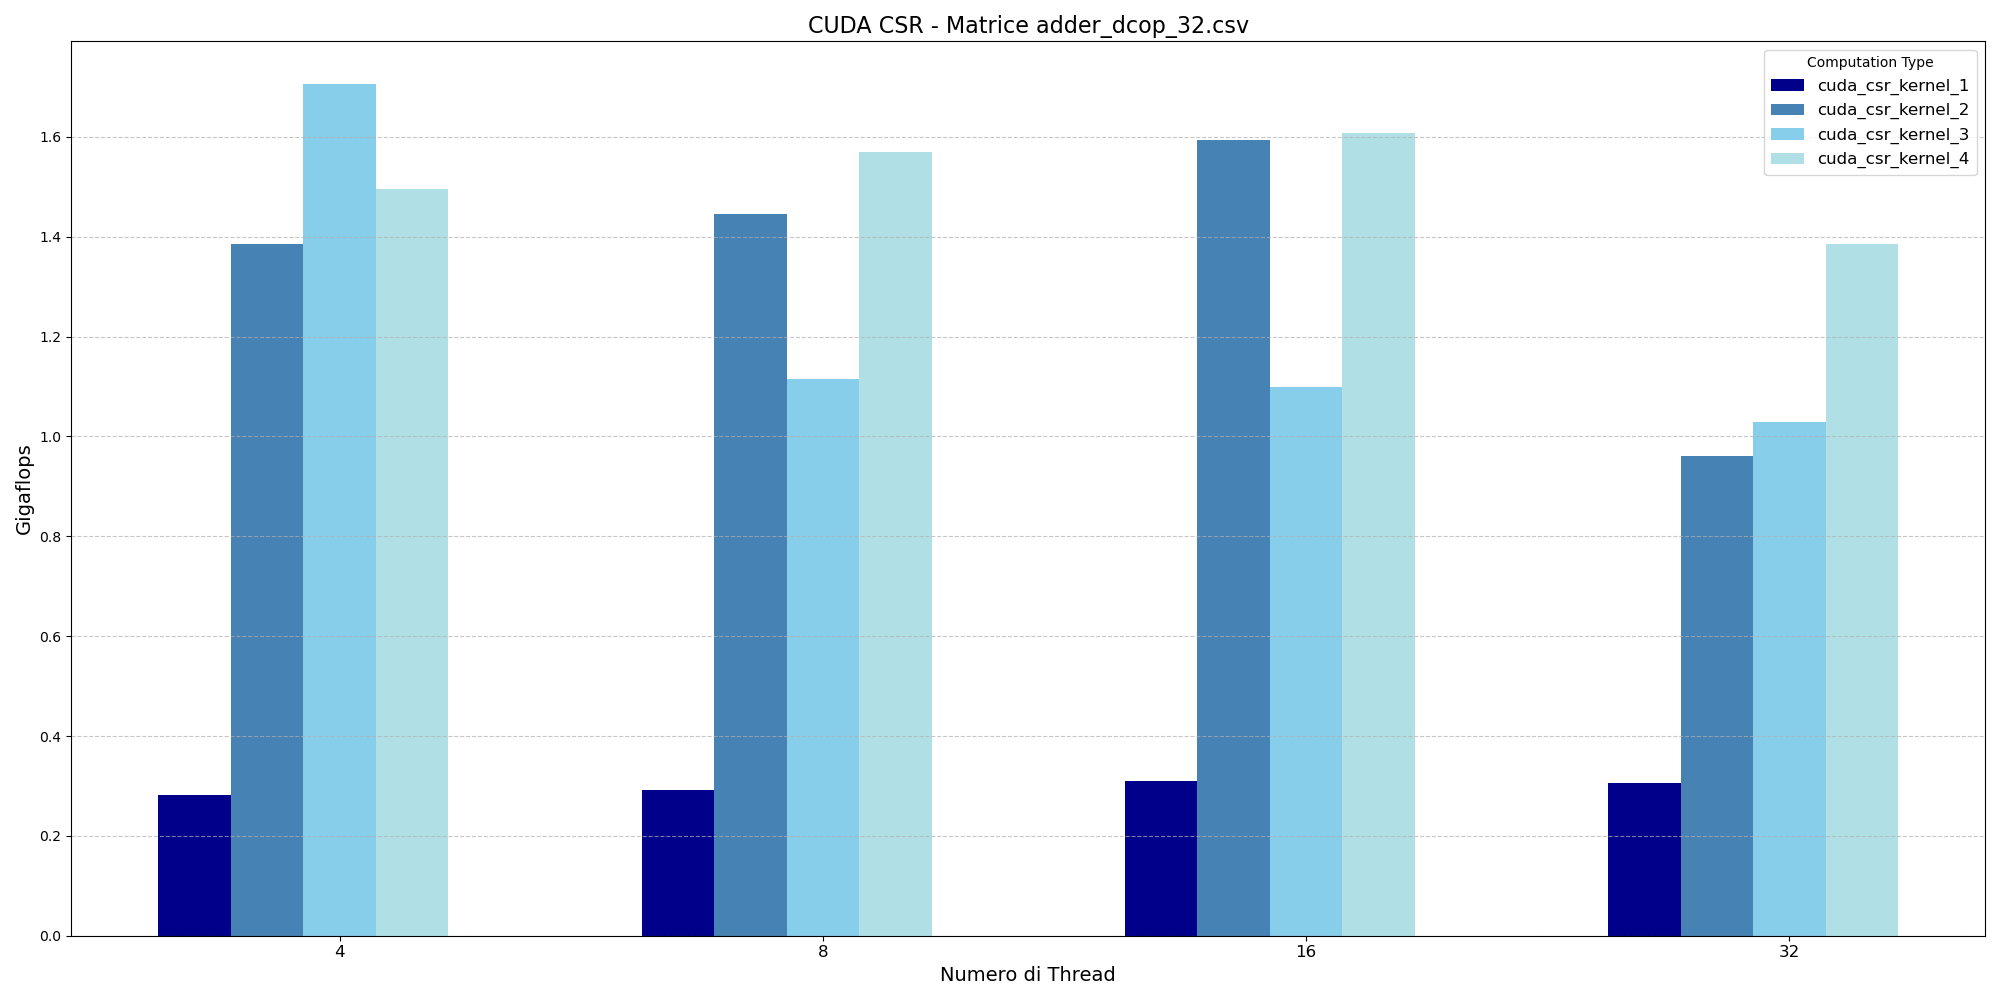 CUDA CSR - Matrice adder_dcop_32.csv
Computation Type
cuda_csr_kernel_1
cuda_csr_kernel_2
cuda_csr_kernel_3
cuda_csr_kernel_4
Gigaflops
1.6
1.4
1.2
1.0
0.8
0.6
0.4
0.2
0.0
4 8 16 32
Numero di Thread